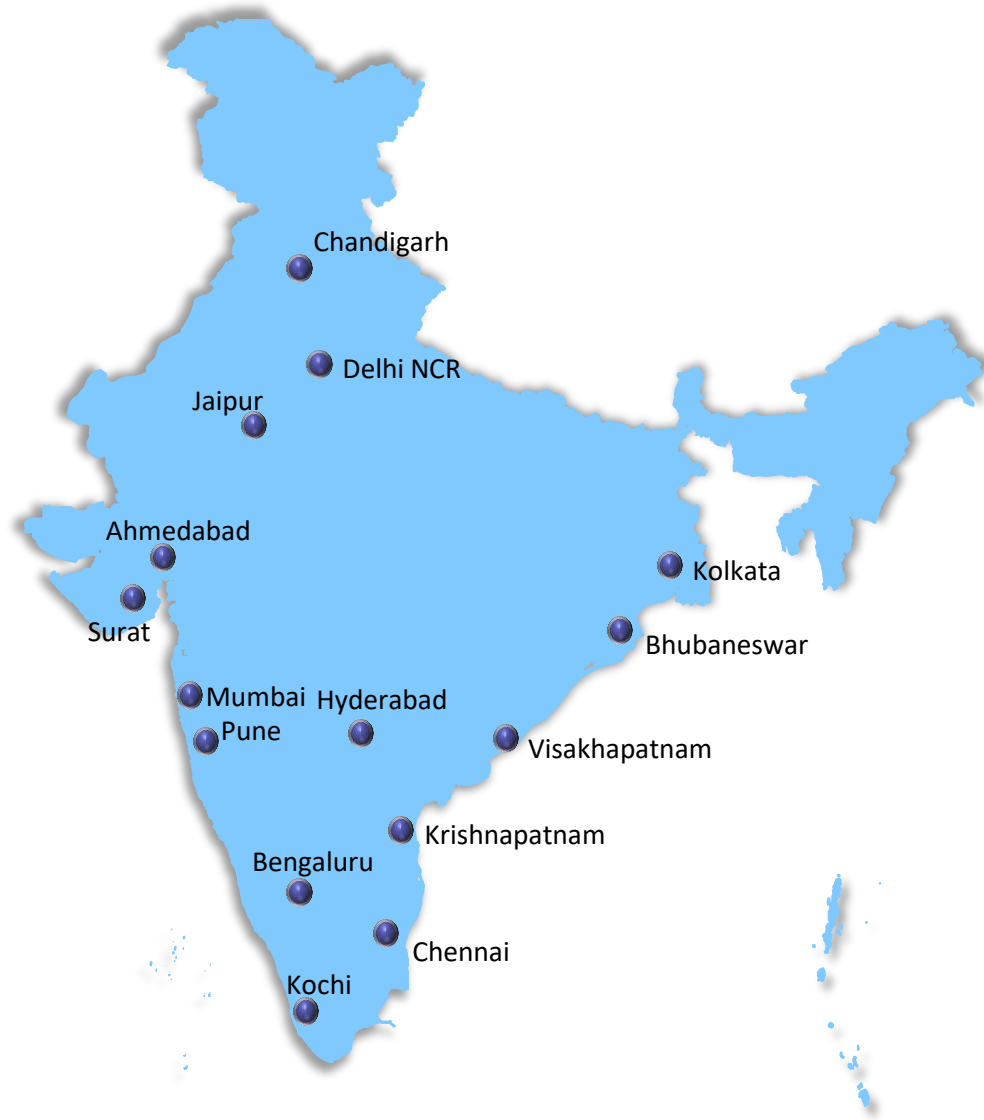 Chandigarh
Delhi NCR
Jaipur
Ahmedabad
Kolkata
Surat
Bhubaneswar
Mumbai
Hyderabad
Pune
Visakhapatnam
Krishnapatnam
Bengaluru
Chennai
Kochi